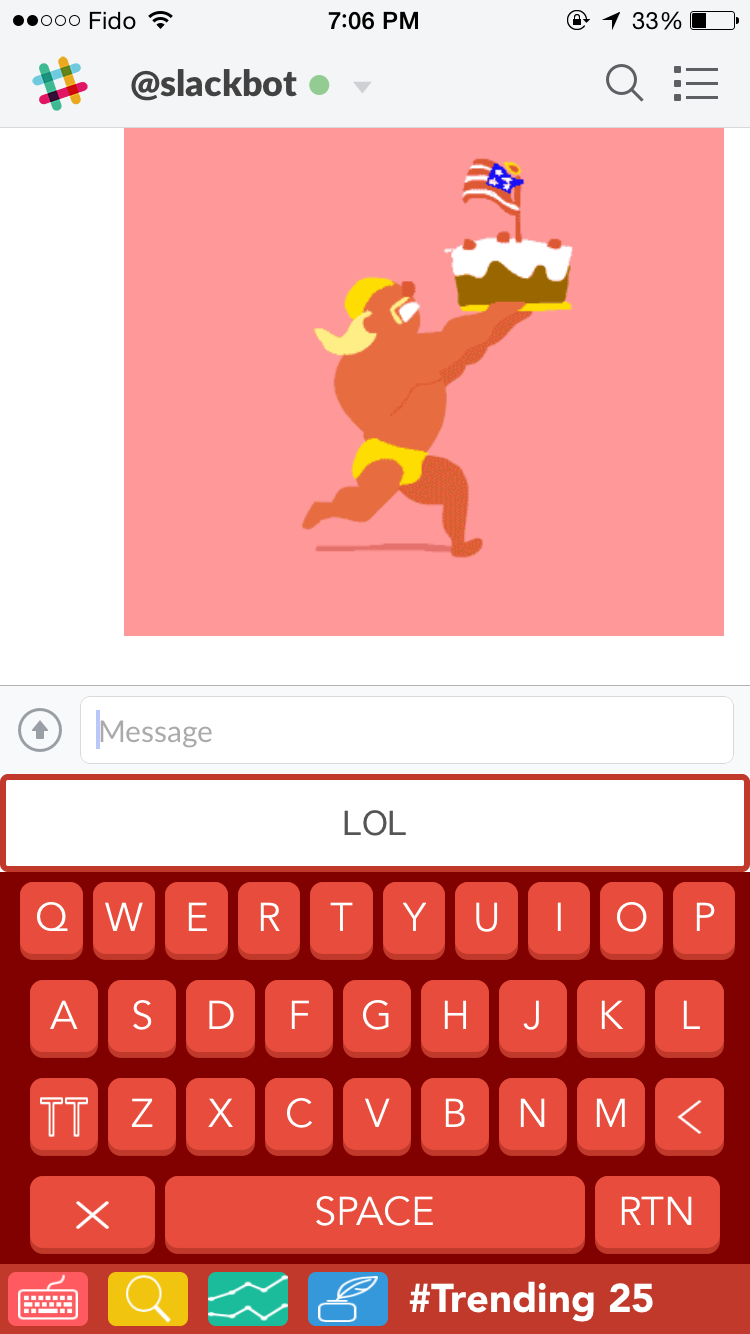 Fido 7:06 PM 33%
@slackbot
Message
LOL
Q W E R T Y U I O P
A S D F G H J K L
TT Z X C V B N M <
X SPACE RTN
#Trending 25